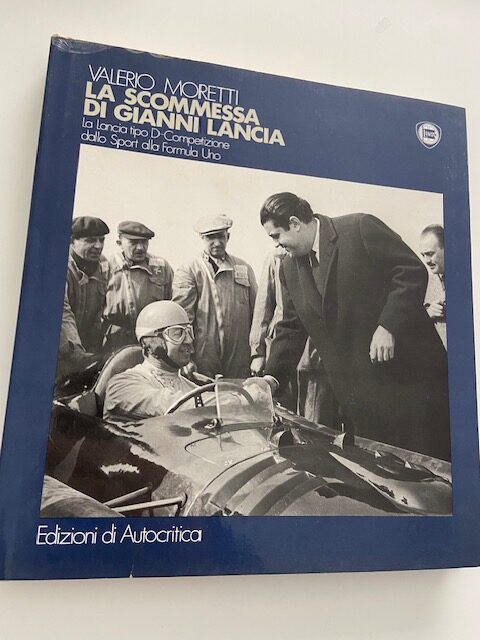 VALERIO MORETTI
LA SCOMMESSA
DI GIANNI LANCIA
La Lancia tipo D-Competizione
dallo Sport alla Formula Uno
Edizioni di Autocritica